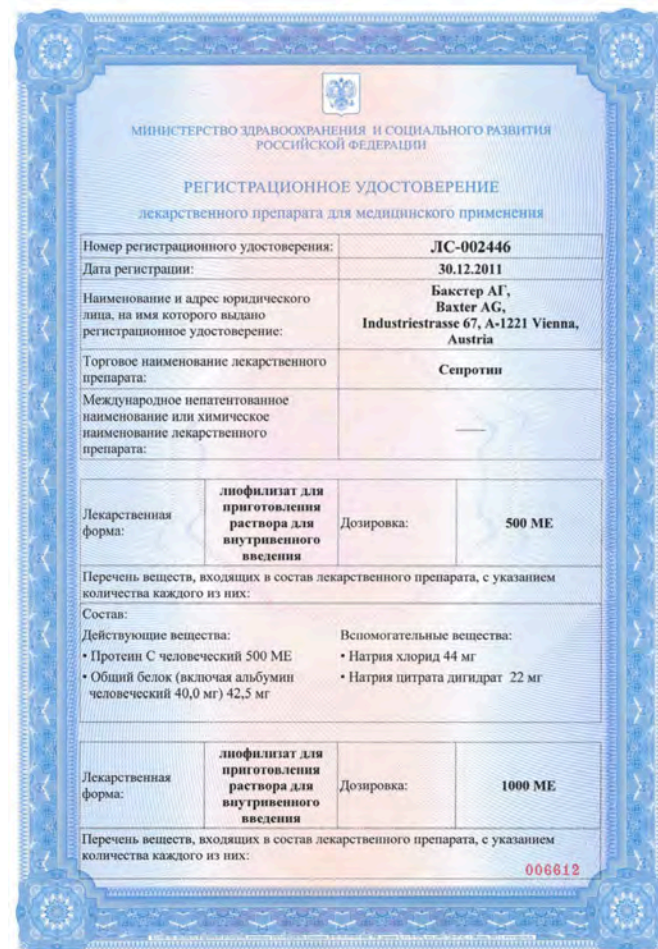 МИНИСТЕРСТВО ЗДРАВООХРАНЕНИЯ И СОЦИАЛЬНОГО РАЗВИТИЯ
РОССИЙСКОЙ ФЕДЕРАЦИИ
РЕГИСТРАЦИОННОЕ УДОСТОВЕРЕНИЕ
лекарственного препарата для медицинского применения
Номер регистрационного удостоверения: ЛС-002446
Дата регистрации: 30.12.2011
Наименование и адрес юридического
лица, на имя которого выдано
регистрационное удостоверение:
Бакстер АГ,
Baxter AG,
Industriestrasse 67, A-1221 Vienna,
Austria
Торговое наименование лекарственного
препарата:
Сепротин
Международное непатентованное
наименование или химическое
наименование лекарственного
препарата:
——
Лекарственная
форма:
лиофилизат для
приготовления
раствора для
внутривенного
введения
Дозировка:
500 МЕ
Перечень веществ, входящих в состав лекарственного препарата, с указанием
количества каждого из них:
Состав:
Действующие вещества:
• Протеин С человеческий 500 МЕ
• Общий белок (включая альбумин
человеческий 40,0 мг) 42,5 мг
Вспомогательные вещества:
• Натрия хлорид 44 мг
• Натрия цитрата дигидрат 22 мг
Лекарственная
форма:
лиофилизат для
приготовления
раствора для
внутривенного
введения
Дозировка:
1000 МЕ
Перечень веществ, входящих в состав лекарственного препарата, с указанием
количества каждого из них:
006612